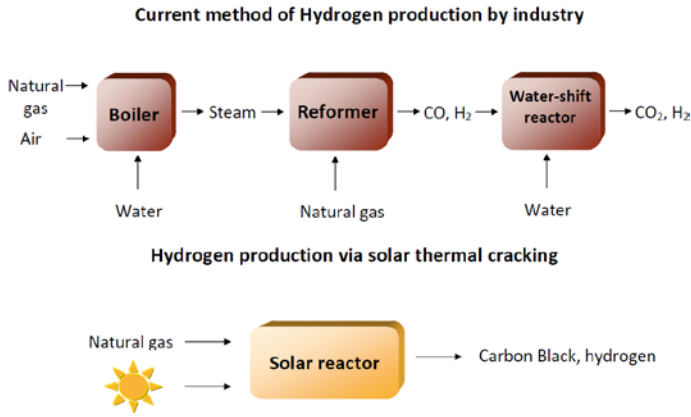 Current method of Hydrogen production by industry
Natural gas
Air
Boiler
Water
Steam
Reformer
Natural gas
CO, H₂
Water-shift
reactor
Water
CO₂, H₂
Hydrogen production via solar thermal cracking
Natural gas
Solar reactor
Carbon Black, hydrogen